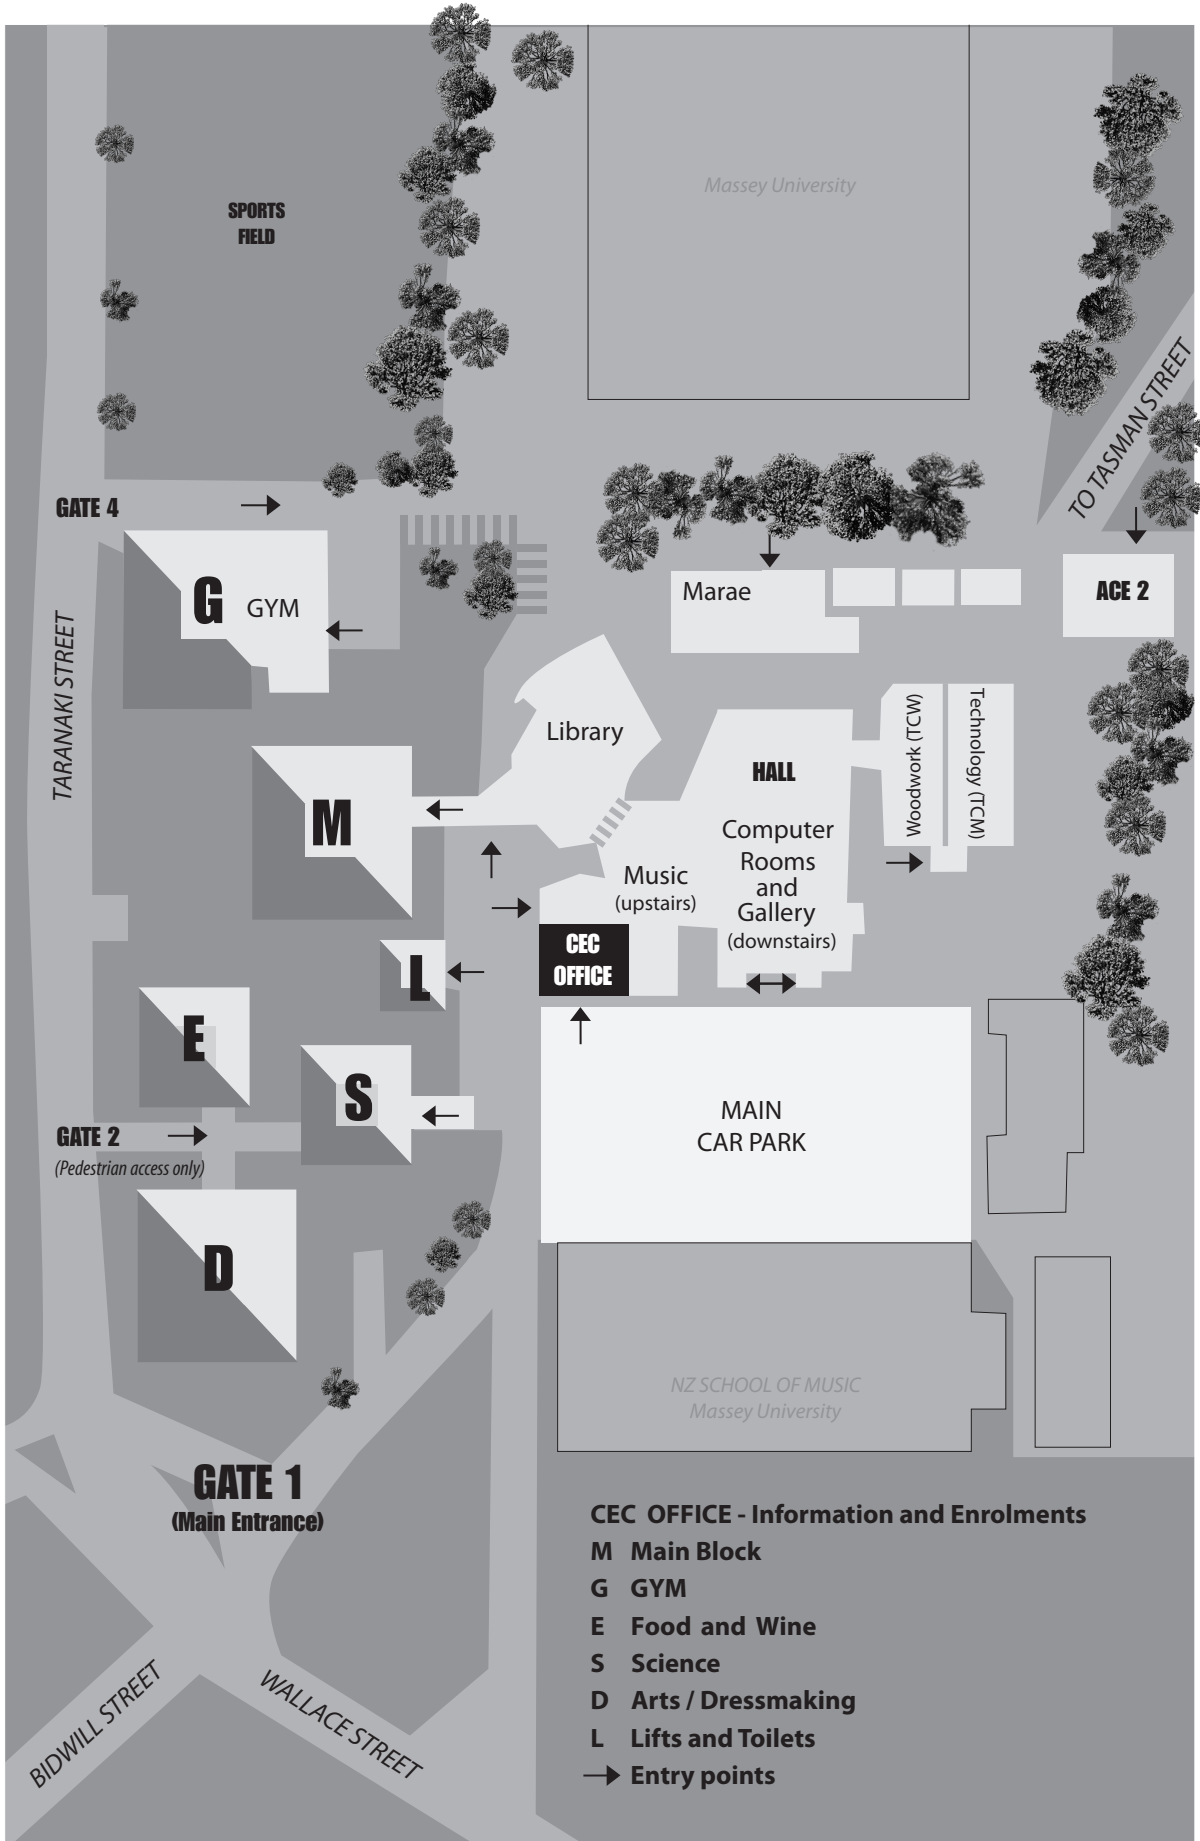 Massey University
SPORTS
FIELD
TO TASMAN STREET
GATE 4
G GYM
Marae
ACE 2
TARANAKI STREET
Library
Woodwork (TCW)
Technology (TCM)
HALL
M
Computer
Rooms
and
Gallery
(downstairs)
Music
(upstairs)
CEC
OFFICE
L
E
S
MAIN
CAR PARK
GATE 2
(Pedestrian access only)
D
NZ SCHOOL OF MUSIC
Massey University
GATE 1
(Main Entrance)
BIDWILL STREET
WALLACE STREET
CEC OFFICE - Information and Enrolments
M Main Block
G GYM
E Food and Wine
S Science
D Arts / Dressmaking
L Lifts and Toilets
→ Entry points